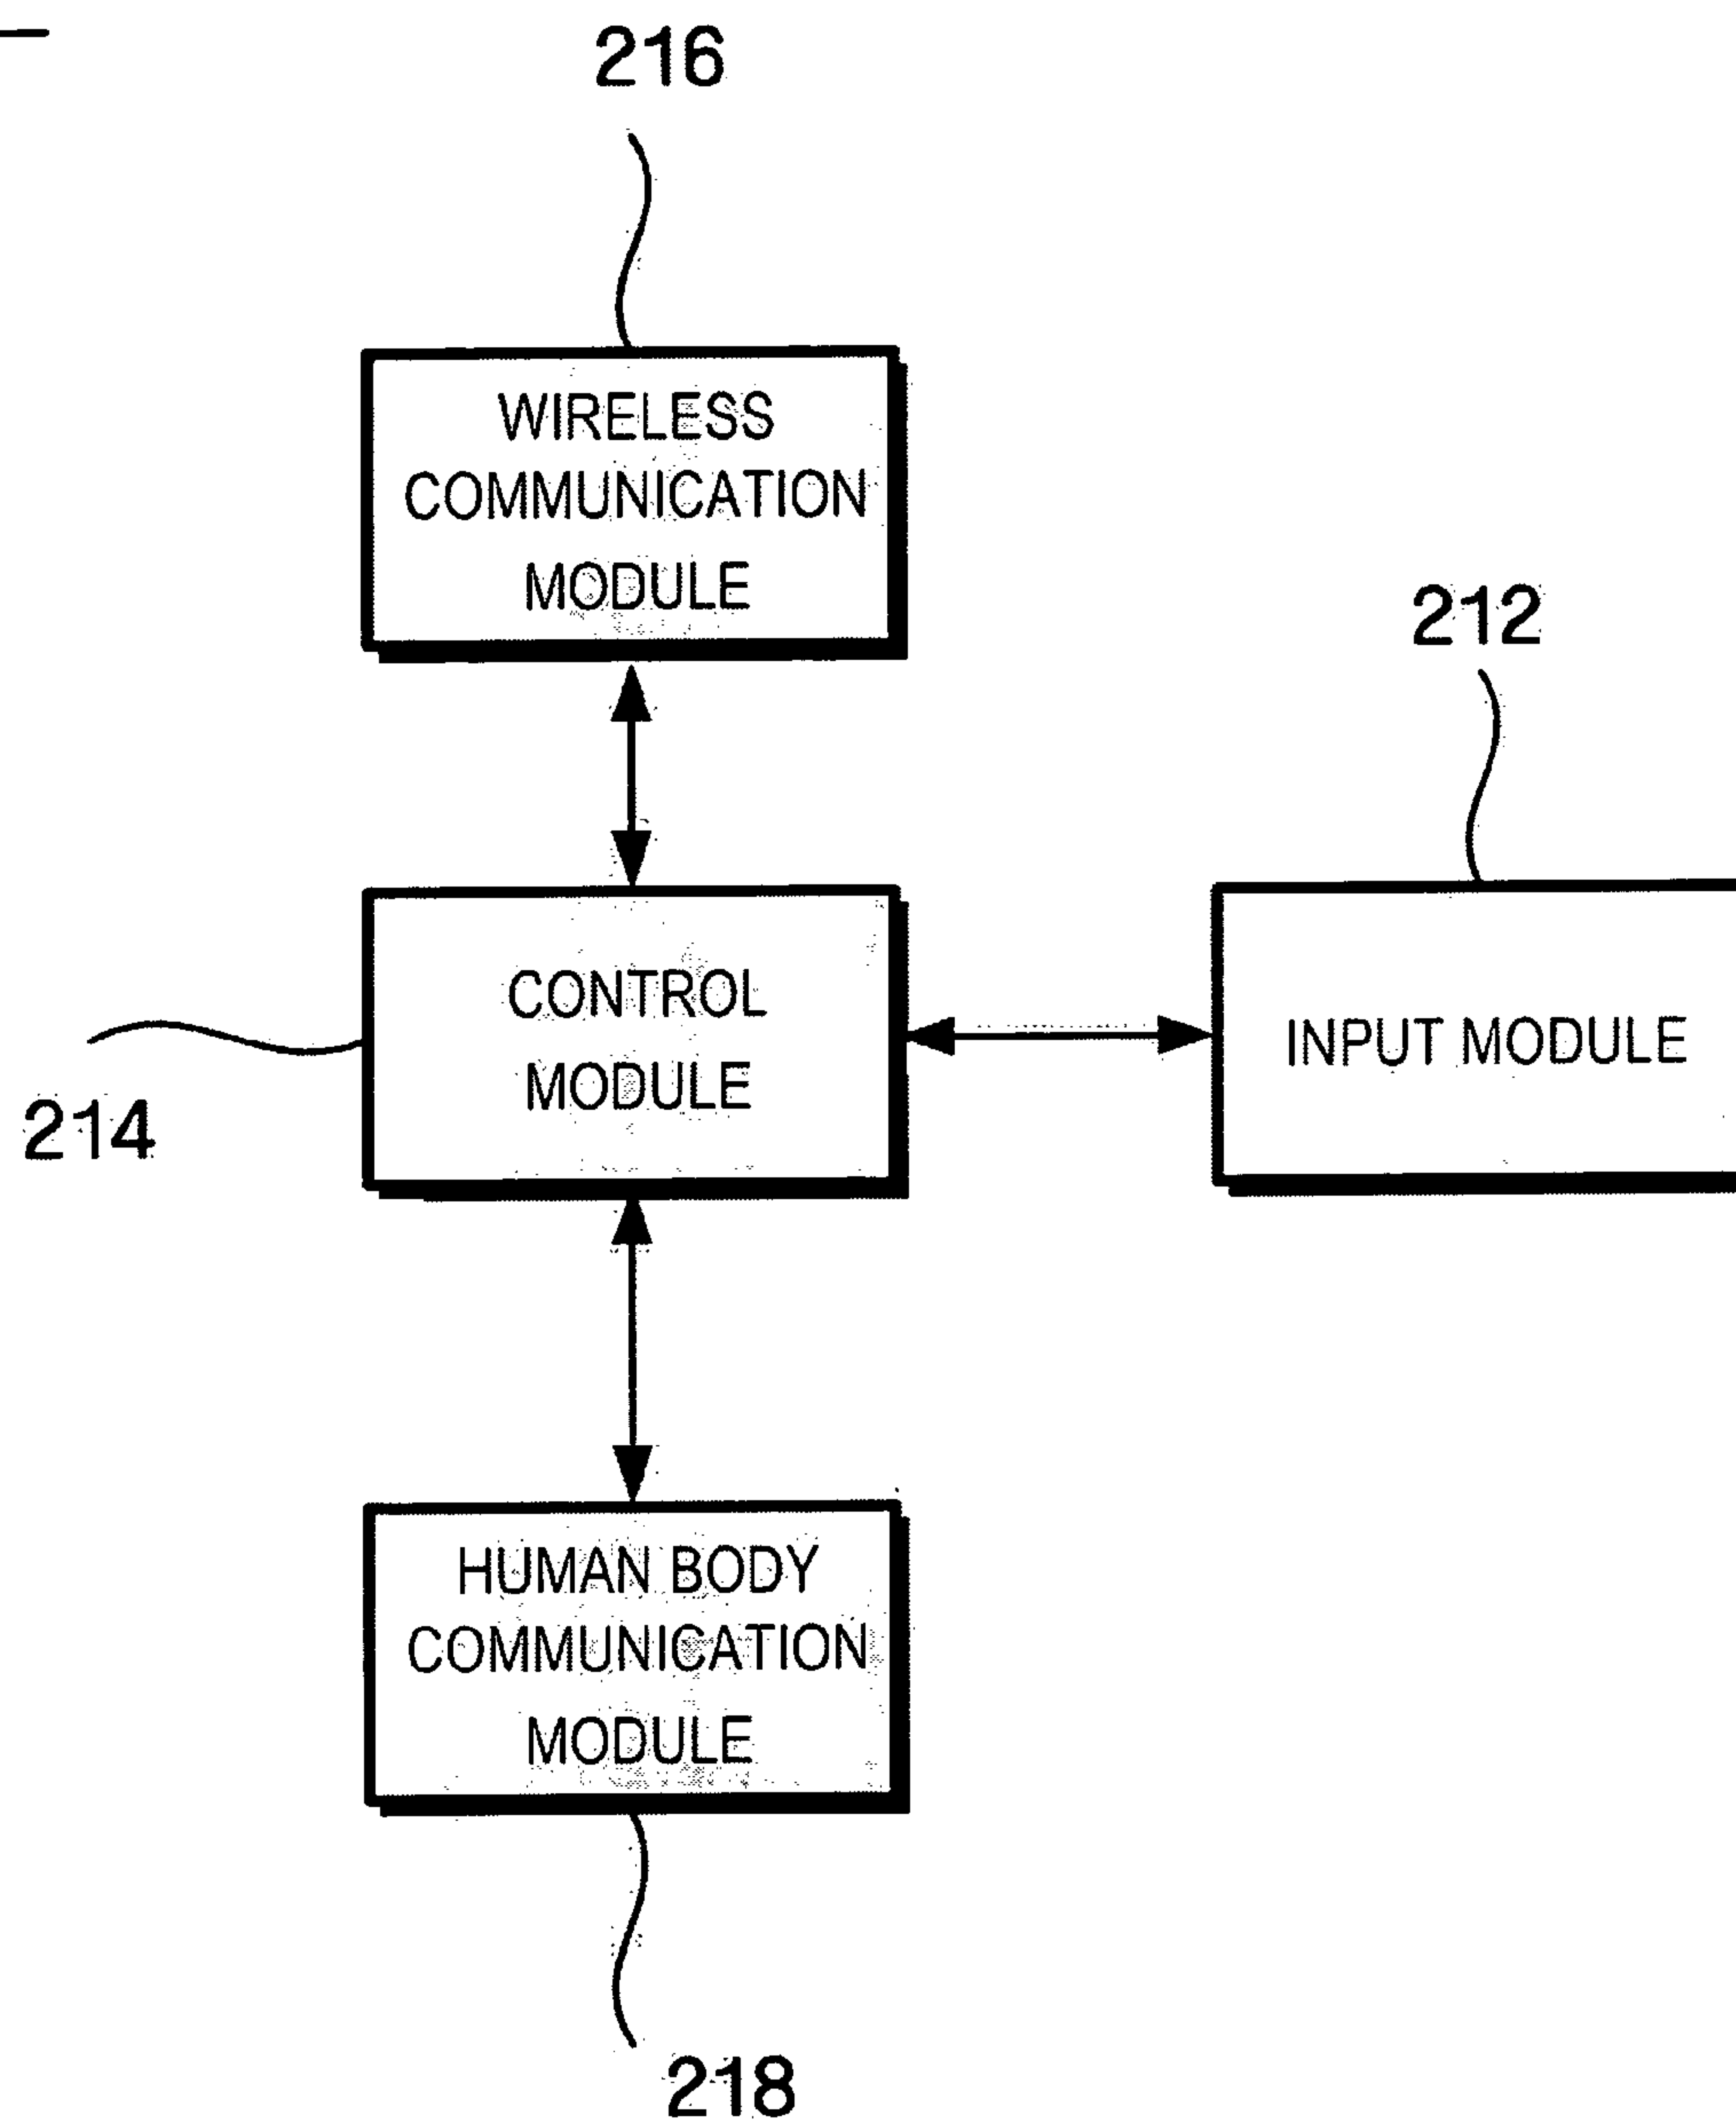 216
WIRELESS
COMMUNICATION
MODULE
212
CONTROL
MODULE
INPUT MODULE
214
HUMAN BODY
COMMUNICATION
MODULE
218